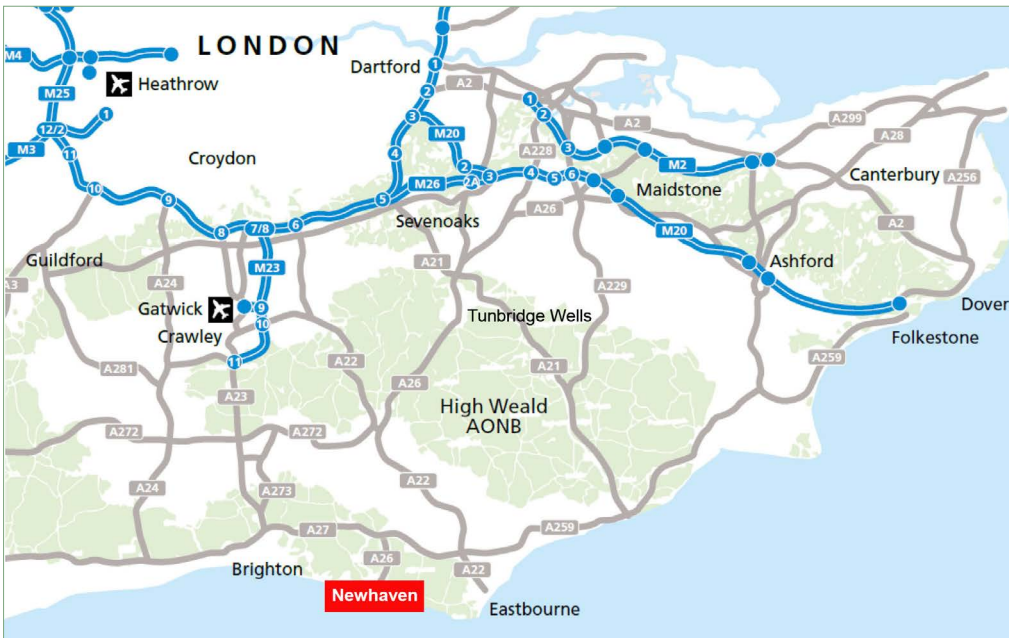 LONDON
M4
Dartford
1
Heathrow
2
A2
M25
1
1
2
A299
12/2
3
M20
A2
A28
M3
11
A228
3
Croydon
4
2
M2
10
M26
2A
3
4
5
6
Canterbury
A256
9
5
Maidstone
Sevenoaks
A26
8
7/8
6
M20
A2
Guildford
A21
Ashford
M23
A3
A24
A229
Gatwick
9
Dover
Tunbridge Wells
10
Crawley
Folkestone
11
A22
A259
A281
A21
A26
A23
High Weald
AONB
A272
A272
A22
A24
A273
A27
A259
A26
A22
Brighton
Newhaven
Eastbourne